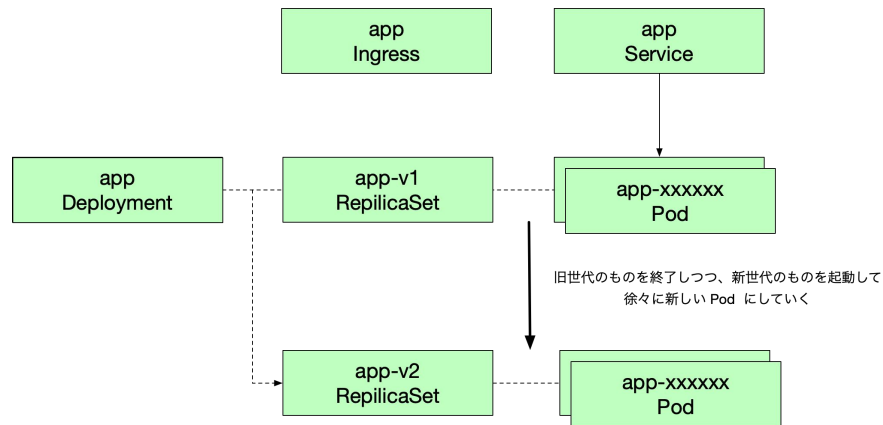 app
Ingress
app
Service
app
Deployment
app-v1
RepilicaSet
app-xxxxxx
Pod
旧世代のものを終了しつつ、新世代のものを起動して
徐々に新しい Pod にしていく
app-v2
RepilicaSet
app-xxxxxx
Pod